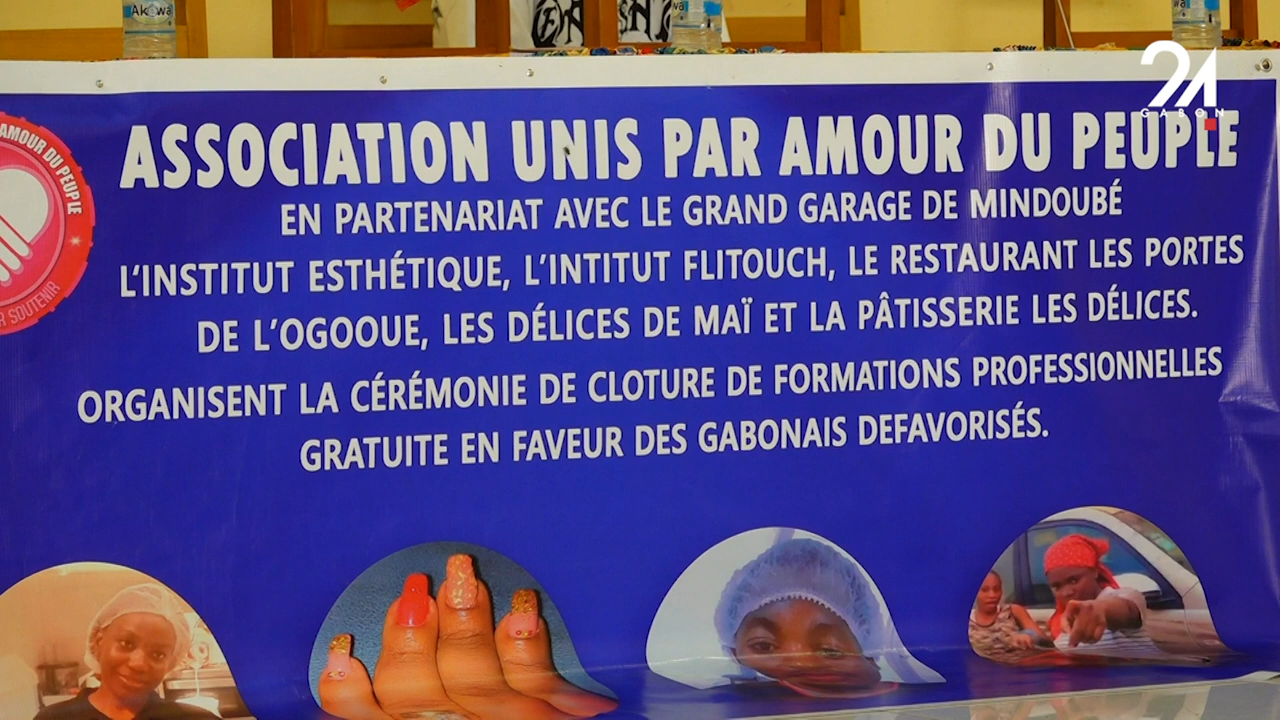 Akewa
24
GABON
AMOUR DU PEUPLE
R SOUTENIR
ASSOCIATION UNIS PAR AMOUR DU PEUPLE
EN PARTENARIAT AVEC LE GRAND GARAGE DE MINDOUBÉ
L'INSTITUT ESTHÉTIQUE, L'INTITUT FLITOUCH, LE RESTAURANT LES PORTES
DE L'OGOOUE, LES DÉLICES DE MAÏ ET LA PÂTISSERIE LES DÉLICES.
ORGANISENT LA CÉRÉMONIE DE CLOTURE DE FORMATIONS PROFESSIONNELLES
GRATUITE EN FAVEUR DES GABONAIS DEFAVORISÉS.